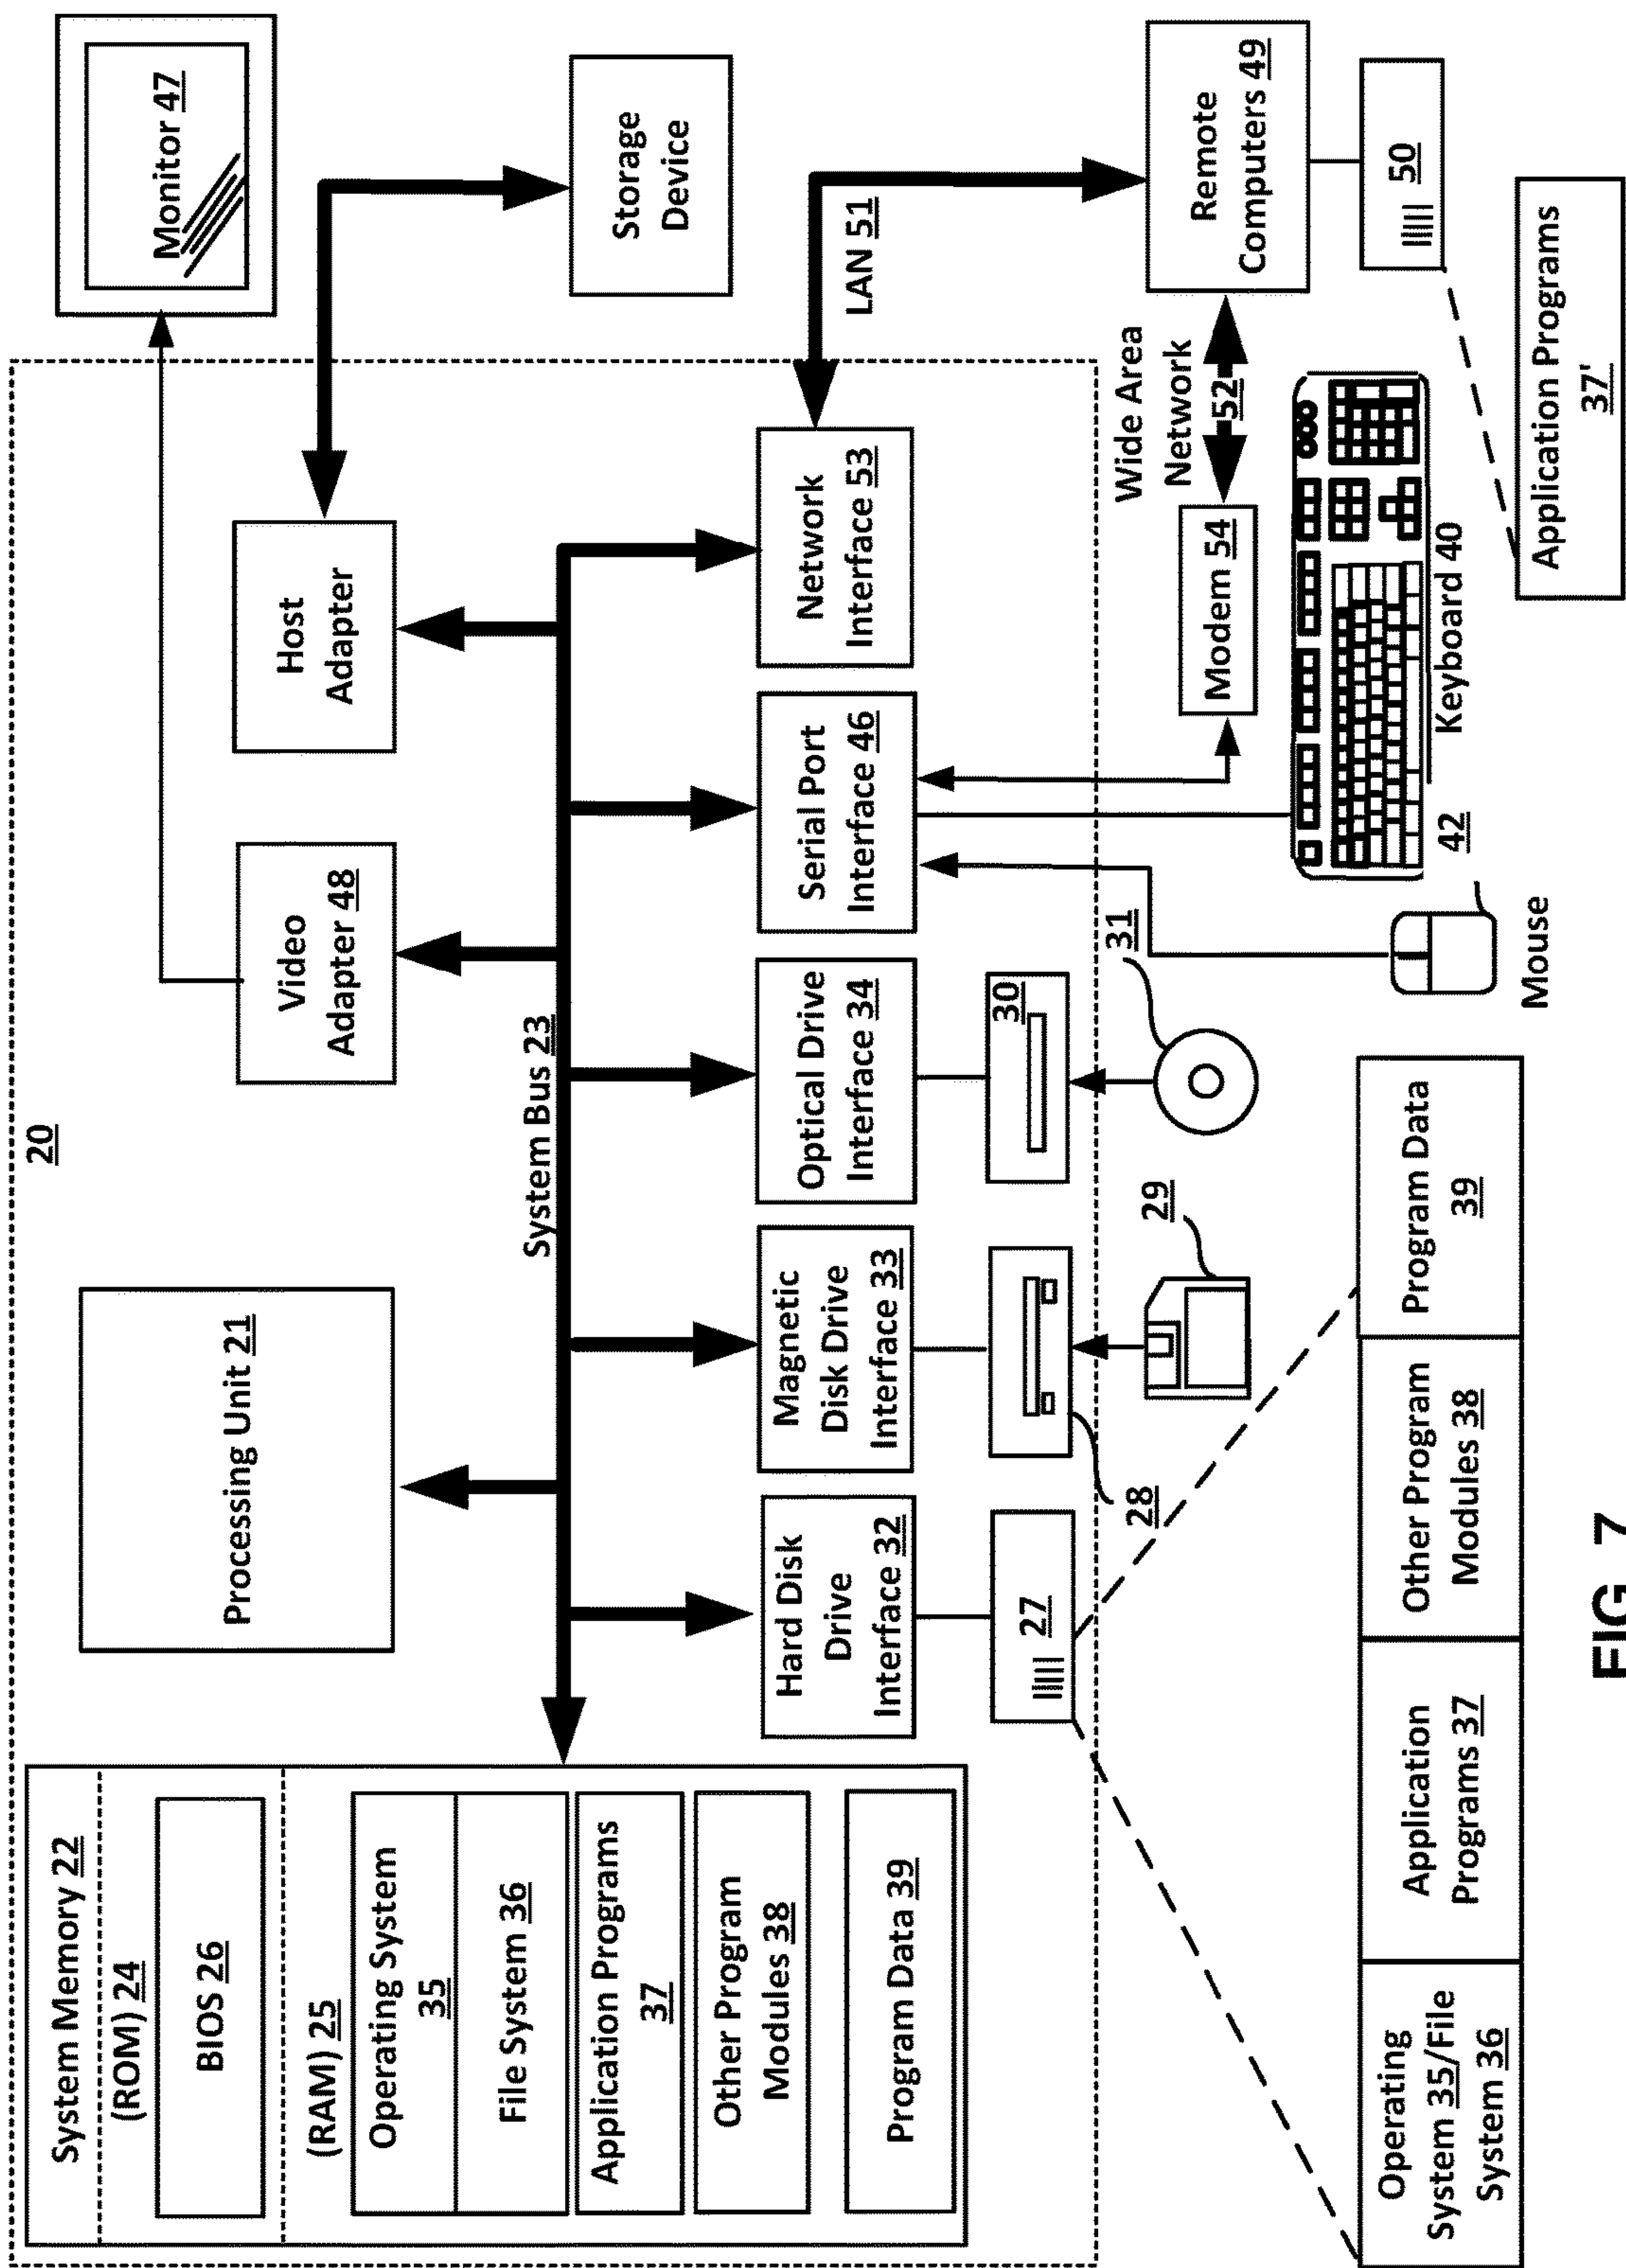 20
System Memory 22
(ROM) 24
BIOS 26
(RAM) 25
Operating System
35
File System 36
Application Programs
37
Other Program
Modules 38
Program Data 39
Processing Unit 21
Video
Adapter 48
Host
Adapter
Monitor 47
Storage
Device
System Bus 23
Hard Disk
Drive
Interface 32
Magnetic
Disk Drive
Interface 33
Optical Drive
Interface 34
Serial Port
Interface 46
Network
Interface 53
LAN 51
27
28
29
30
31
Wide Area
Network
52
Modem 54
Remote
Computers 49
50
Keyboard 40
42
Mouse
Application Programs
37'
Operating
System 35/File
System 36
Application
Programs 37
Other Program
Modules 38
Program Data
39
FIG. 7